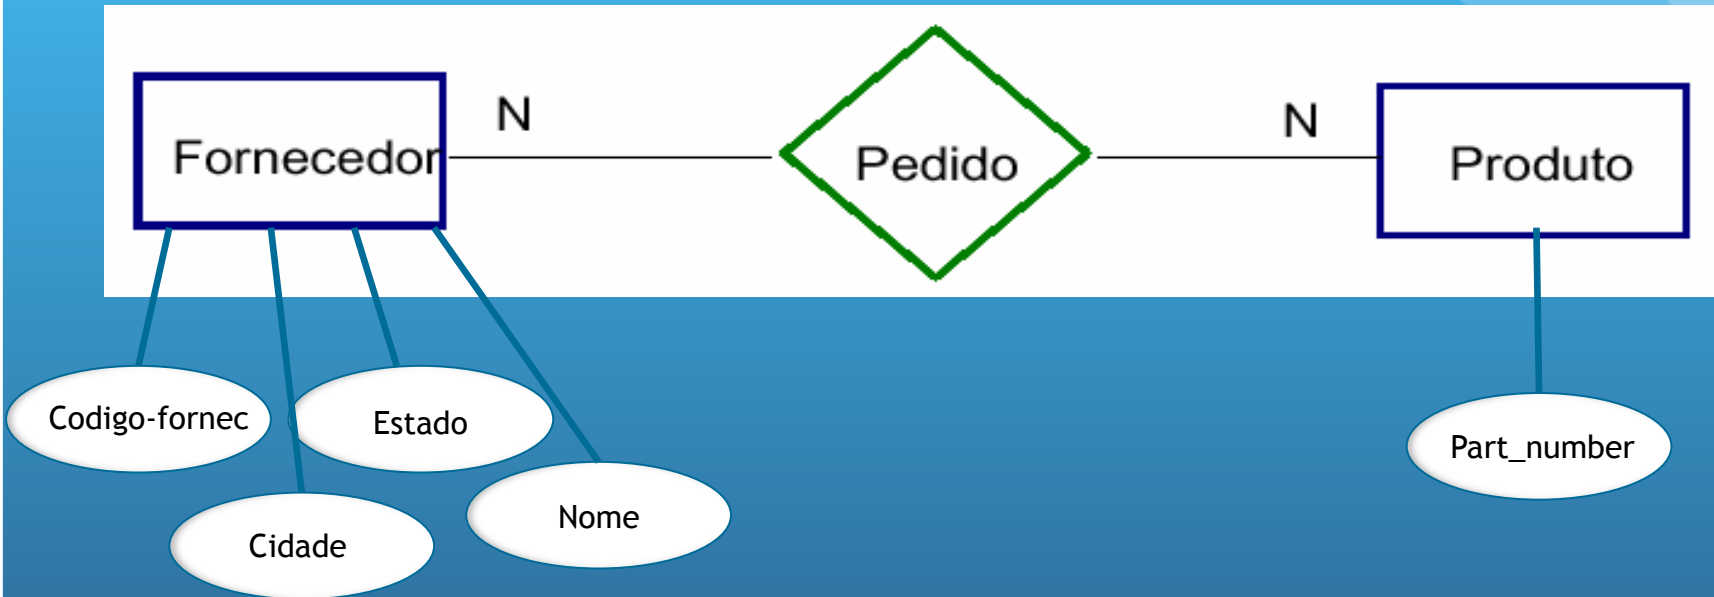 N
N
Fornecedor
Pedido
Produto
Codigo-fornec
Estado
Part_number
Nome
Cidade